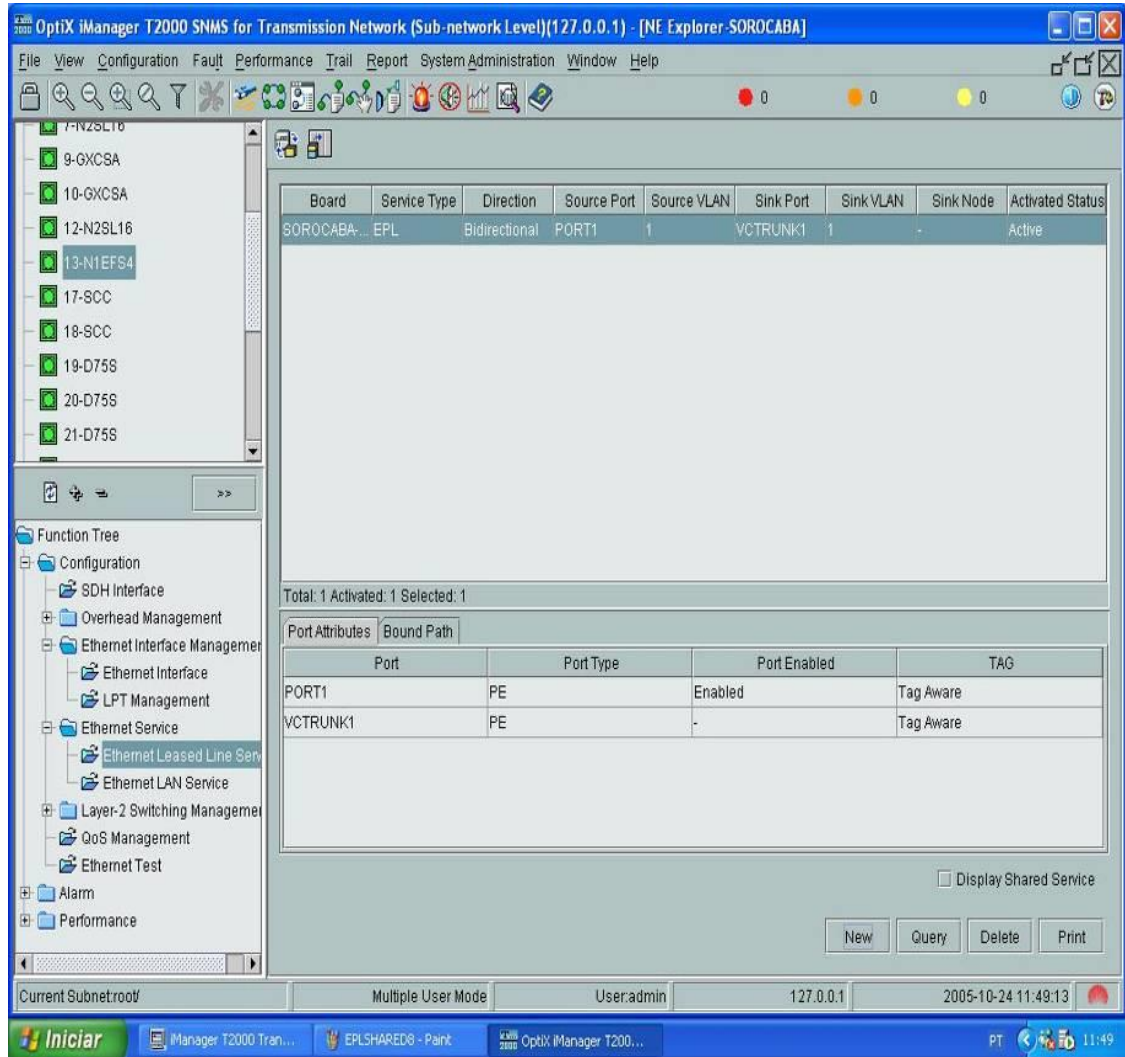 OptiX iManager T2000 SNMS for Transmission Network (Sub-network Level)(127.0.0.1) - [NE Explorer-SOROCABA]
File View Configuration Fault Performance Trail Report System Administration Window Help
0 0 0
7-N2SL16
9-GXCSA
10-GXCSA
12-N2SL16
13-N1EFS4
17-SCC
18-SCC
19-D75S
20-D75S
21-D75S
>>
Function Tree
Configuration
SDH Interface
Overhead Management
Ethernet Interface Managemer
Ethernet Interface
LPT Management
Ethernet Service
Ethernet Leased Line Serv
Ethernet LAN Service
Layer-2 Switching Managemer
QoS Management
Ethernet Test
Alarm
Performance
Board Service Type Direction Source Port Source VLAN Sink Port Sink VLAN Sink Node Activated Status
SOROCABA-... EPL Bidirectional PORT1 1 VCTRUNK1 1 - Active
Total: 1 Activated: 1 Selected: 1
Port Attributes Bound Path
Port Port Type Port Enabled TAG
PORT1 PE Enabled Tag Aware
VCTRUNK1 PE - Tag Aware
Display Shared Service
New Query Delete Print
Current Subnet:root/ Multiple User Mode User:admin 127.0.0.1 2005-10-24 11:49:13
Iniciar iManager T2000 Tran... EPLSHARED8 - Paint OptiX iManager T200... PT 11:49